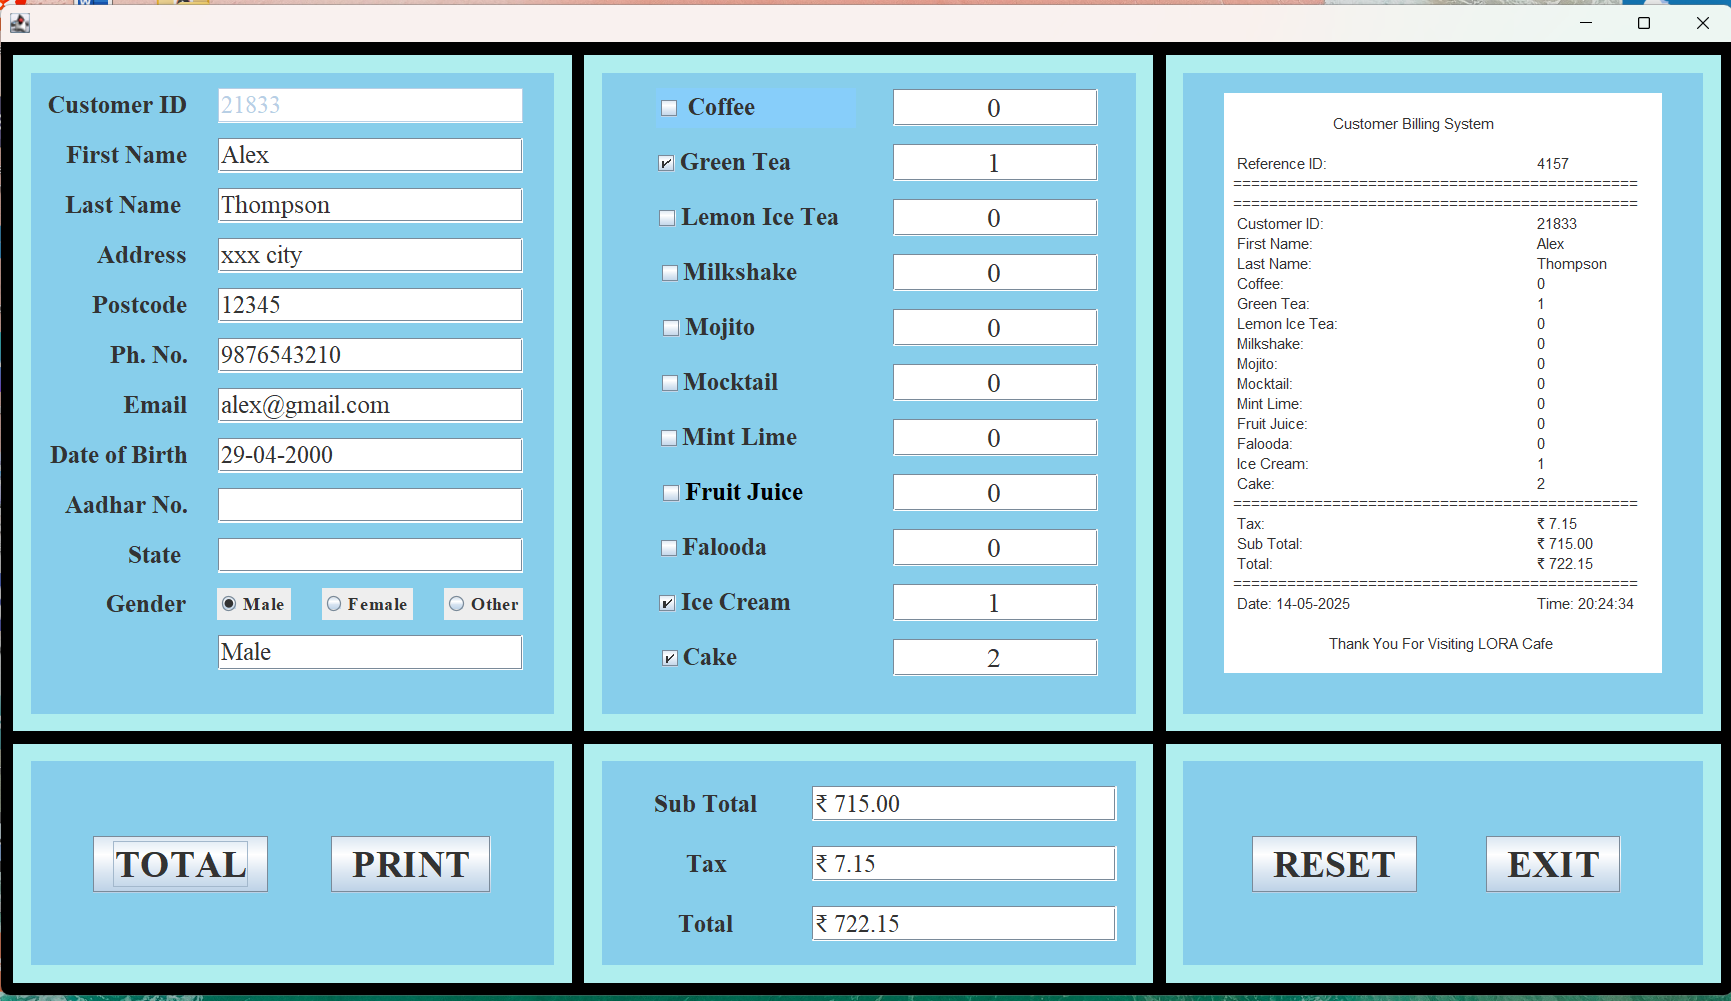 Customer ID 21833
First Name Alex
Last Name Thompson
Address xxx city
Postcode 12345
Ph. No. 9876543210
Email alex@gmail.com
Date of Birth 29-04-2000
Aadhar No.
State
Gender Male Female Other
Male
Coffee 0
Green Tea 1
Lemon Ice Tea 0
Milkshake 0
Mojito 0
Mocktail 0
Mint Lime 0
Fruit Juice 0
Falooda 0
Ice Cream 1
Cake 2
Customer Billing System
Reference ID: 4157
=============================================
=============================================
Customer ID: 21833
First Name: Alex
Last Name: Thompson
Coffee: 0
Green Tea: 1
Lemon Ice Tea: 0
Milkshake: 0
Mojito: 0
Mocktail: 0
Mint Lime: 0
Fruit Juice: 0
Falooda: 0
Ice Cream: 1
Cake: 2
=============================================
Tax: ₹ 7.15
Sub Total: ₹ 715.00
Total: ₹ 722.15
=============================================
Date: 14-05-2025 Time: 20:24:34
Thank You For Visiting LORA Cafe
TOTAL PRINT
Sub Total ₹ 715.00
Tax ₹ 7.15
Total ₹ 722.15
RESET EXIT